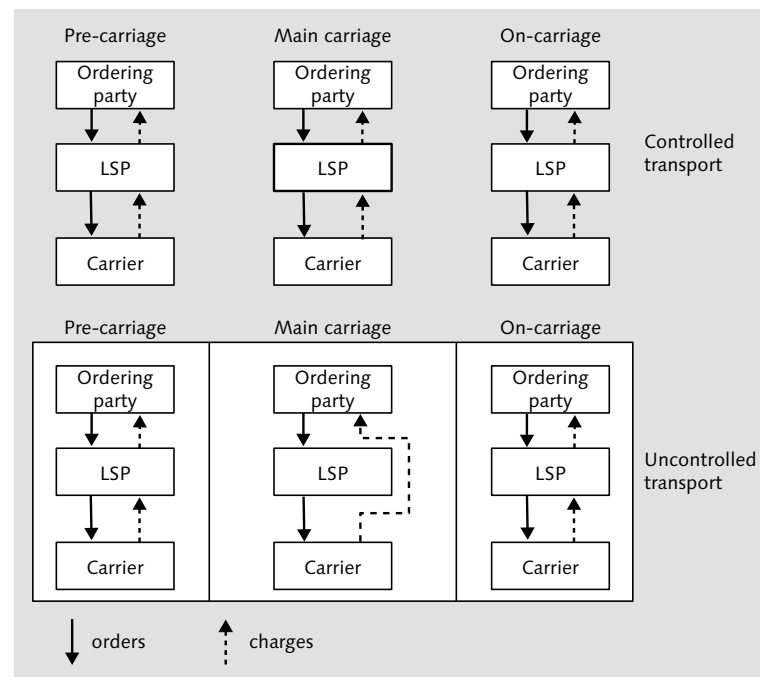 Pre-carriage
Main carriage
On-carriage
Ordering
party
Ordering
party
Ordering
party
LSP
LSP
LSP
Controlled
transport
Carrier
Carrier
Carrier
Pre-carriage
Main carriage
On-carriage
Ordering
party
Ordering
party
Ordering
party
LSP
LSP
LSP
Uncontrolled
transport
Carrier
Carrier
Carrier
orders
charges